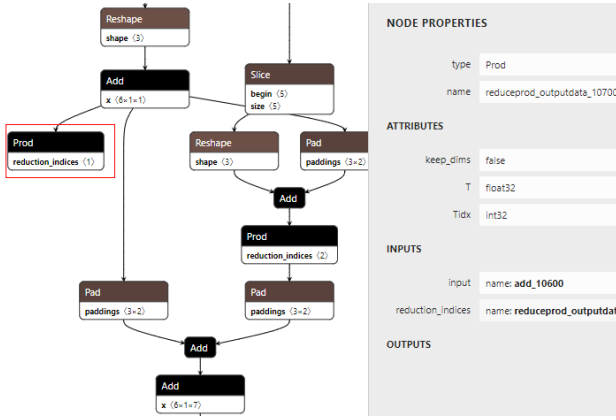 Reshape
shape ⟨3⟩
Add
x ⟨6×1×1⟩
Slice
begin ⟨5⟩
size ⟨5⟩
Prod
reduction_indices ⟨1⟩
Reshape
shape ⟨3⟩
Pad
paddings ⟨3×2⟩
Add
Prod
reduction_indices ⟨2⟩
Pad
paddings ⟨3×2⟩
Pad
paddings ⟨3×2⟩
Add
Add
x ⟨6×1×7⟩
NODE PROPERTIES
type Prod
name reduceprod_outputdata_10700
ATTRIBUTES
keep_dims false
T float32
Tidx int32
INPUTS
input name: add_10600
reduction_indices name: reduceprod_outputdat
OUTPUTS